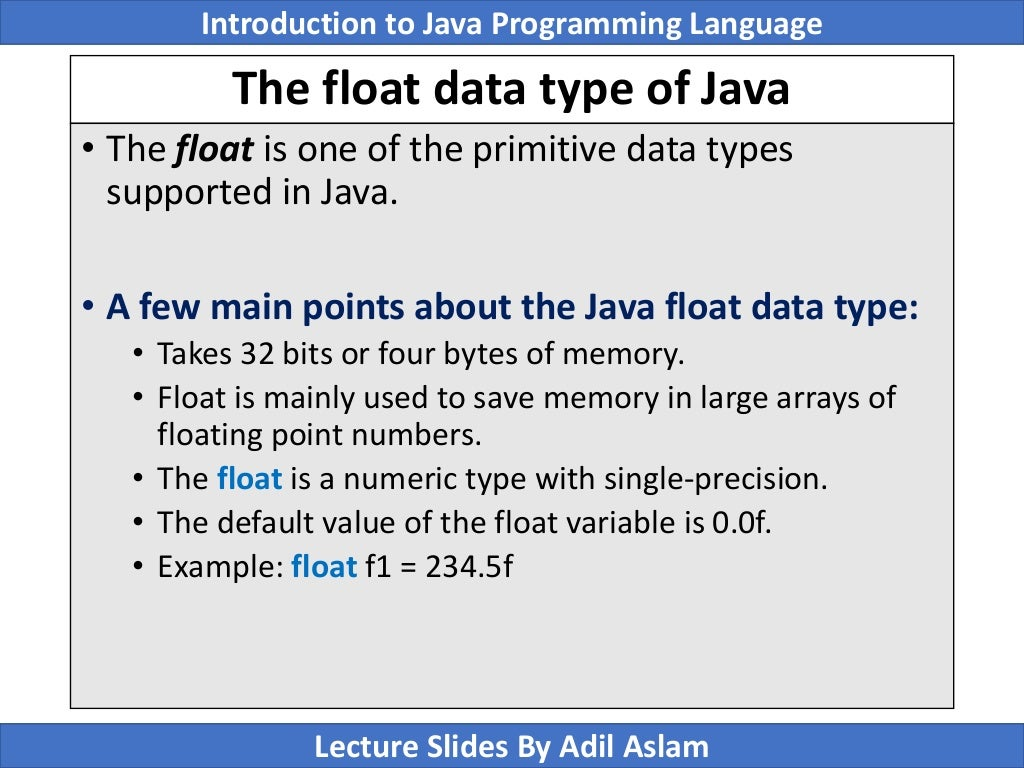 Introduction to Java Programming Language
The float data type of Java
• The float is one of the primitive data types
supported in Java.
• A few main points about the Java float data type:
• Takes 32 bits or four bytes of memory.
• Float is mainly used to save memory in large arrays of
floating point numbers.
• The float is a numeric type with single-precision.
• The default value of the float variable is 0.0f.
• Example: float f1 = 234.5f
Lecture Slides By Adil Aslam